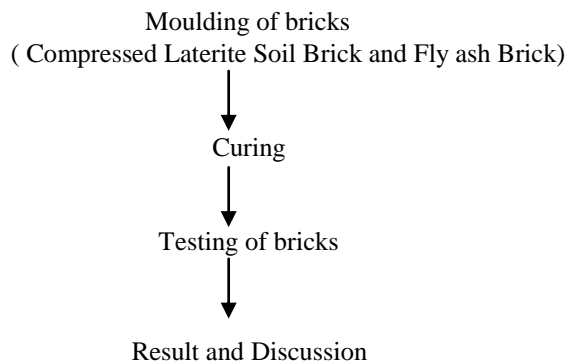 Moulding of bricks
( Compressed Laterite Soil Brick and Fly ash Brick)
Curing
Testing of bricks
Result and Discussion